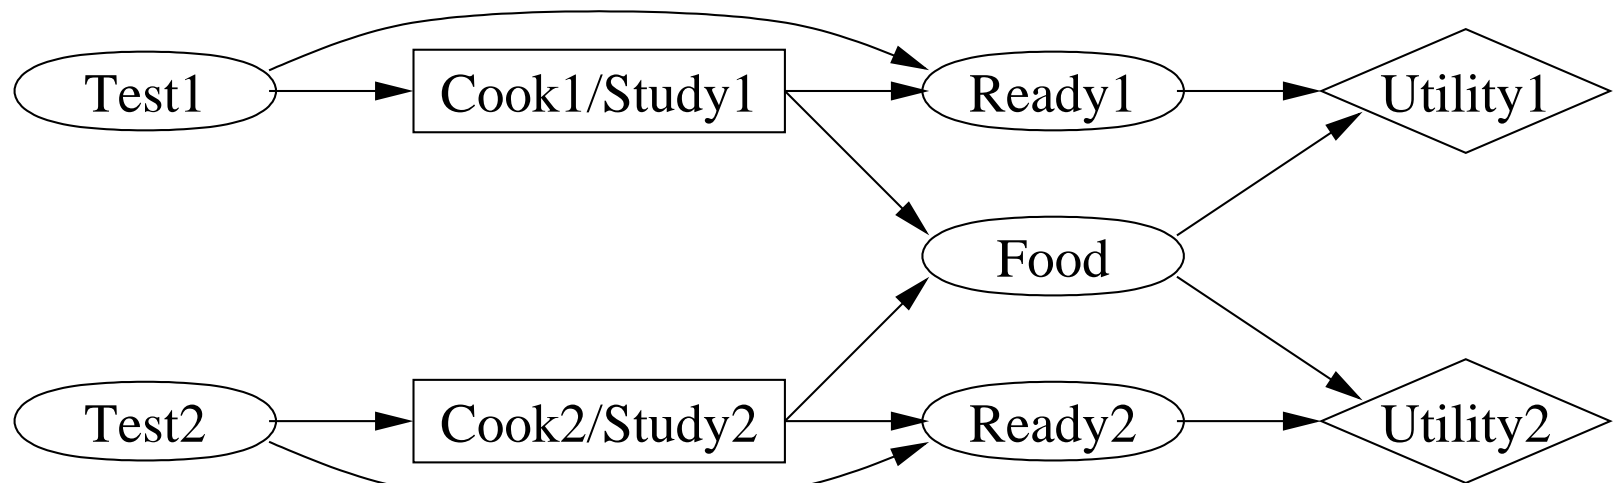 Test1
Cook1/Study1
Ready1
Utility1
Food
Test2
Cook2/Study2
Ready2
Utility2